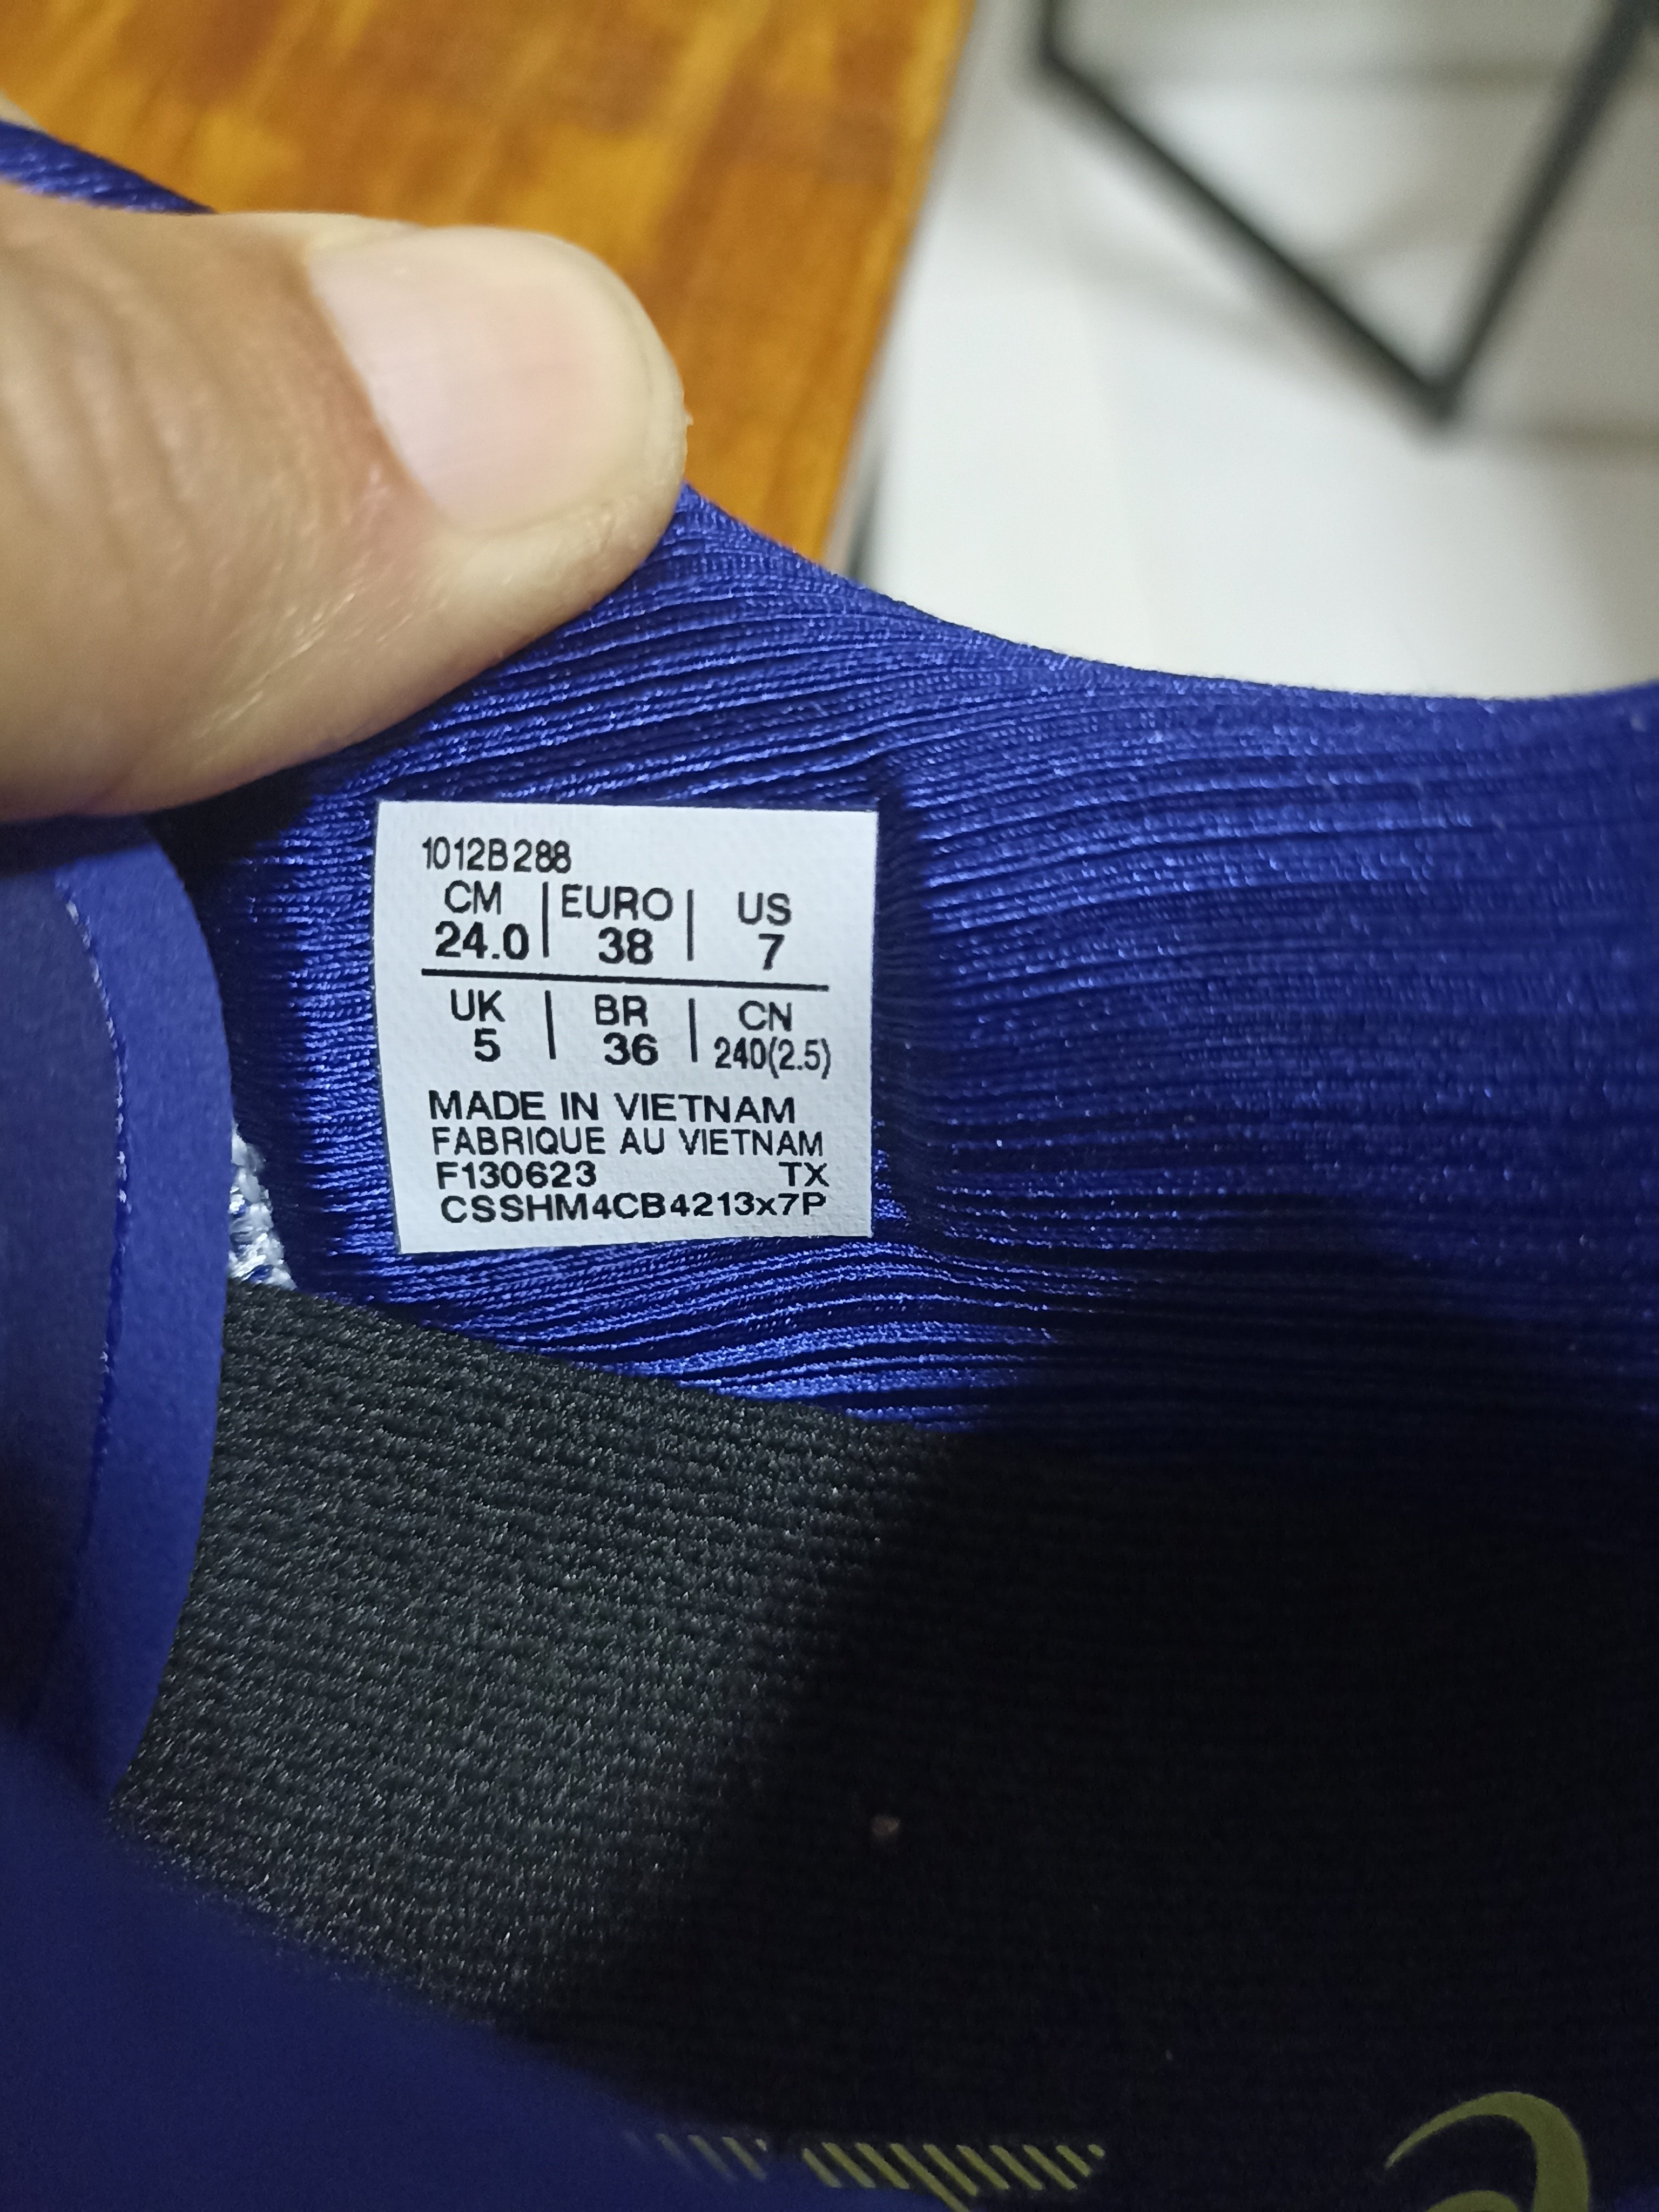 1012B288
CM | EURO | US
24.0 | 38 | 7
UK | BR | CN
5 | 36 | 240(2.5)
MADE IN VIETNAM
FABRIQUE AU VIETNAM
F130623 TX
CSSHM4CB4213x7P